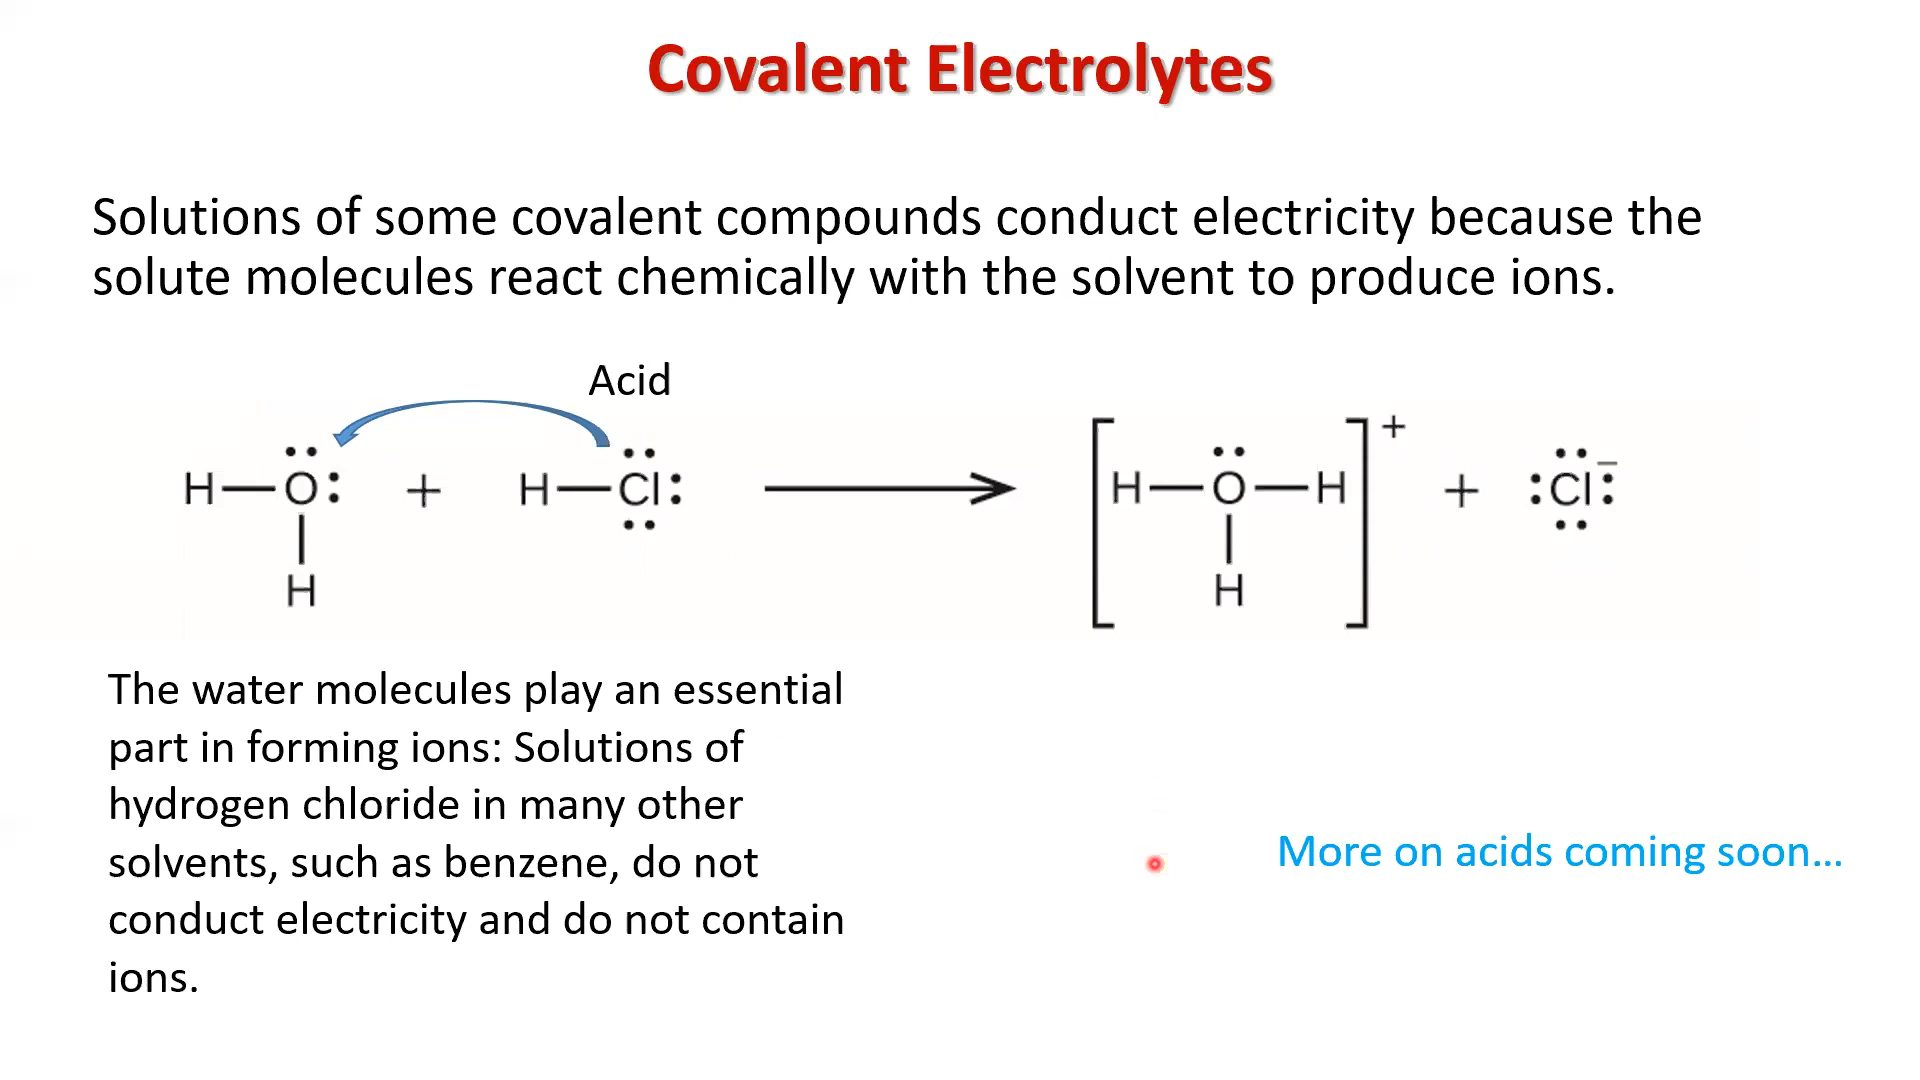 Covalent Electrolytes
Solutions of some covalent compounds conduct electricity because the
solute molecules react chemically with the solvent to produce ions.
Acid
H—O: + H—Cl: ⟶ [H—O—H]⁺ + :Cl:⁻
H H
The water molecules play an essential
part in forming ions: Solutions of
hydrogen chloride in many other
solvents, such as benzene, do not
conduct electricity and do not contain
ions.
More on acids coming soon…